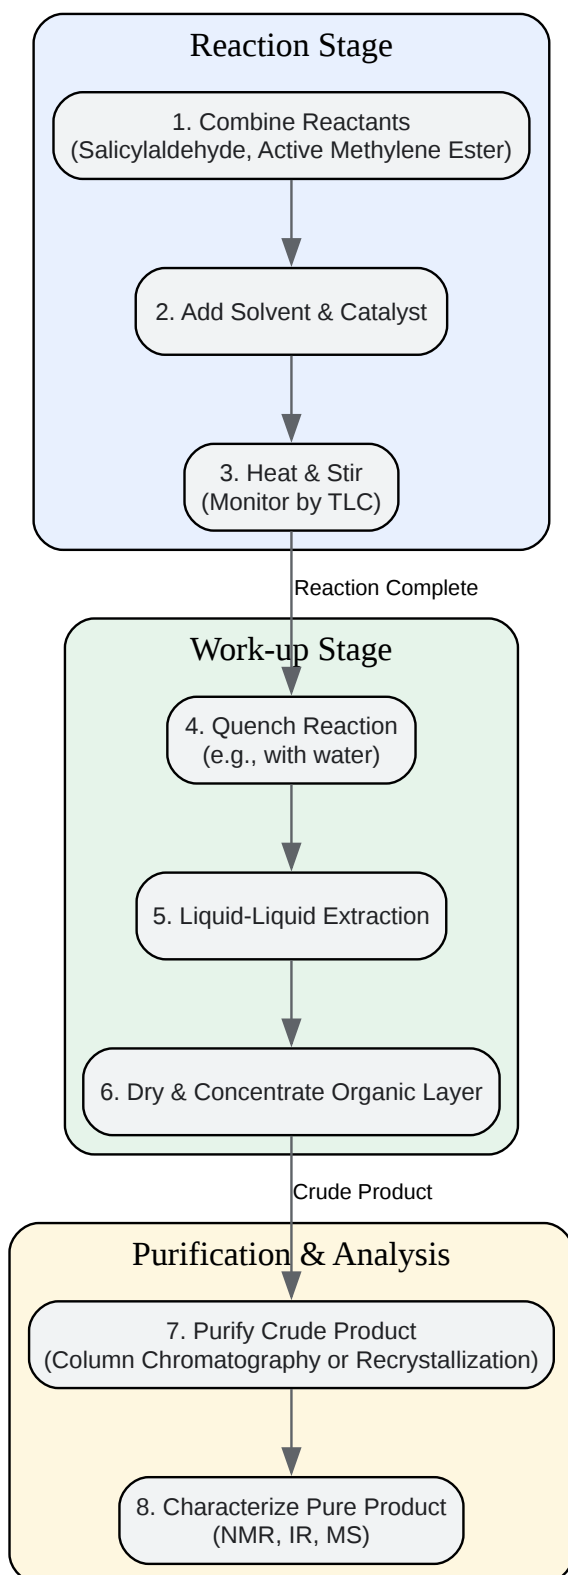 Reaction Stage
1. Combine Reactants
(Salicylaldehyde, Active Methylene Ester)
2. Add Solvent & Catalyst
3. Heat & Stir
(Monitor by TLC)
Reaction Complete
Work-up Stage
4. Quench Reaction
(e.g., with water)
5. Liquid-Liquid Extraction
6. Dry & Concentrate Organic Layer
Crude Product
Purification & Analysis
7. Purify Crude Product
(Column Chromatography or Recrystallization)
8. Characterize Pure Product
(NMR, IR, MS)